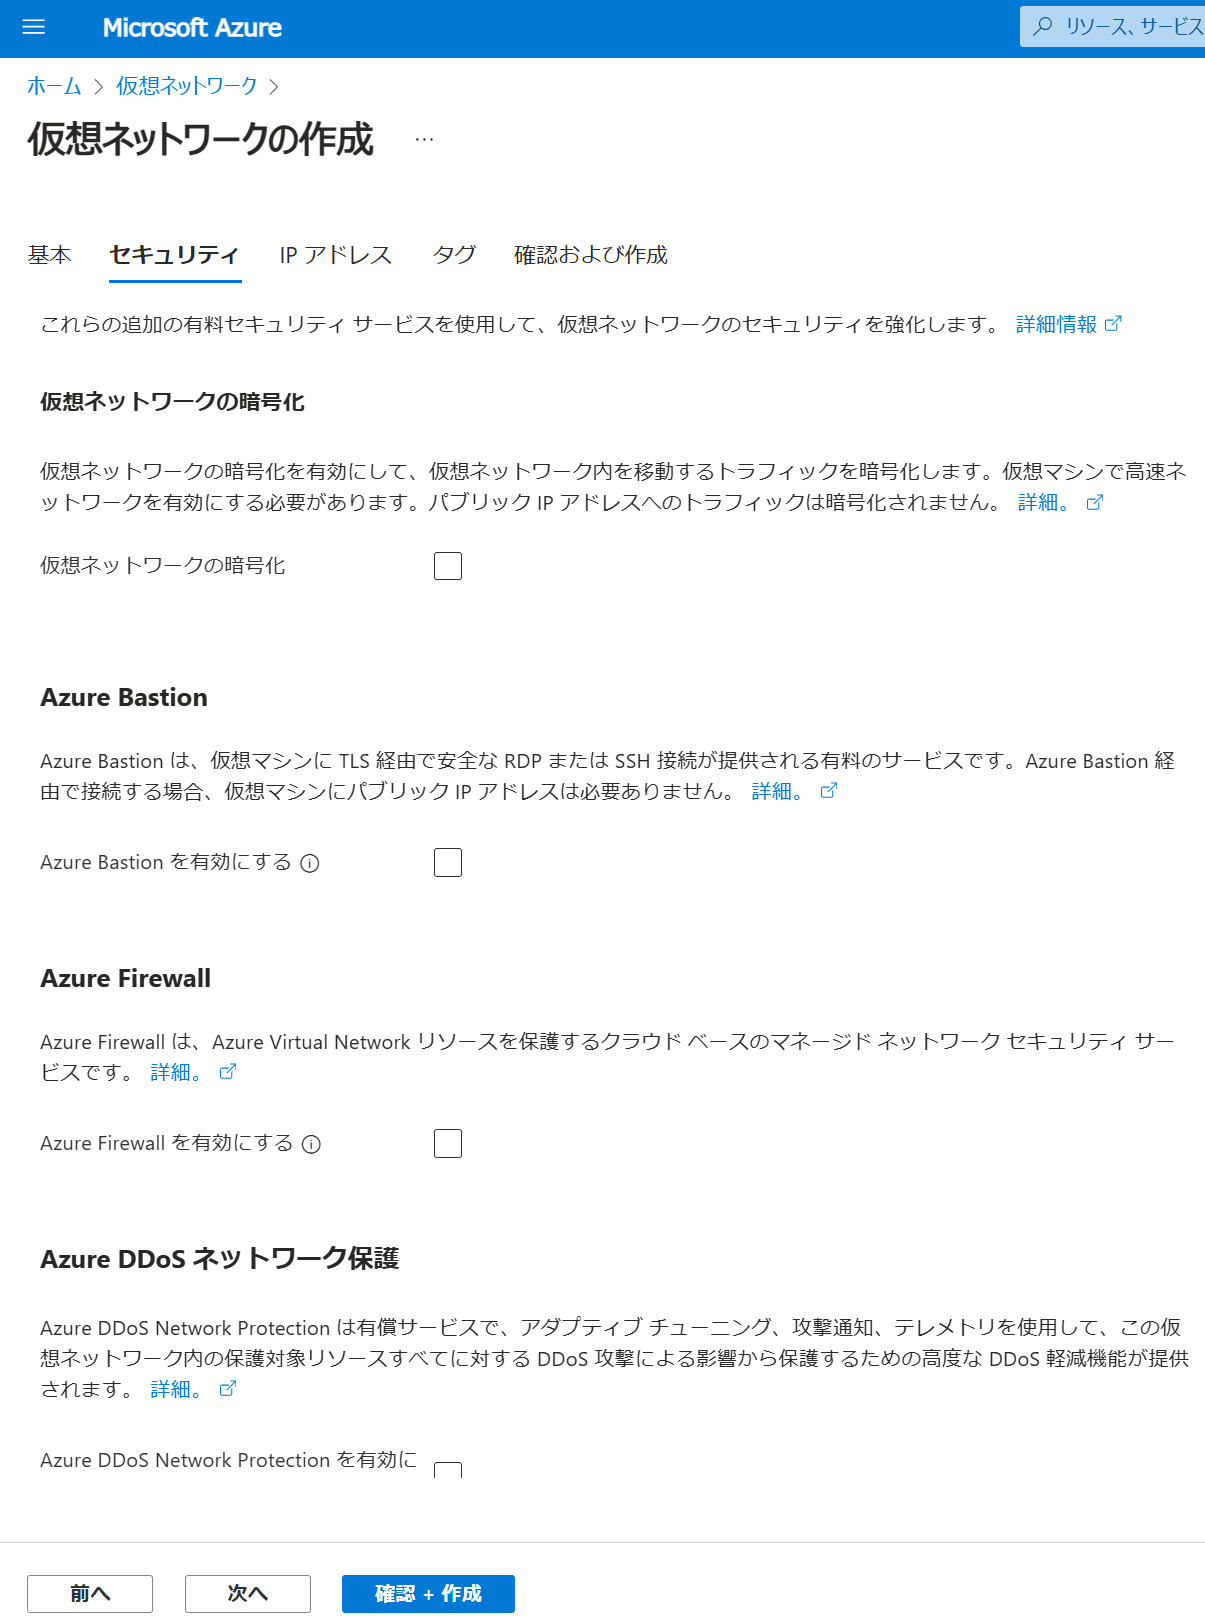 Microsoft Azure
リソース、サービス
ホーム > 仮想ネットワーク >
仮想ネットワークの作成 …
基本 セキュリティ IP アドレス タグ 確認および作成
これらの追加の有料セキュリティ サービスを使用して、仮想ネットワークのセキュリティを強化します。 詳細情報
仮想ネットワークの暗号化
仮想ネットワークの暗号化を有効にして、仮想ネットワーク内を移動するトラフィックを暗号化します。仮想マシンで高速ネ
ットワークを有効にする必要があります。パブリック IP アドレスへのトラフィックは暗号化されません。 詳細。
仮想ネットワークの暗号化
Azure Bastion
Azure Bastion は、仮想マシンに TLS 経由で安全な RDP または SSH 接続が提供される有料のサービスです。Azure Bastion 経
由で接続する場合、仮想マシンにパブリック IP アドレスは必要ありません。 詳細。
Azure Bastion を有効にする
Azure Firewall
Azure Firewall は、Azure Virtual Network リソースを保護するクラウド ベースのマネージド ネットワーク セキュリティ サー
ビスです。 詳細。
Azure Firewall を有効にする
Azure DDoS ネットワーク保護
Azure DDoS Network Protection は有償サービスで、アダプティブ チューニング、攻撃通知、テレメトリを使用して、この仮
想ネットワーク内の保護対象リソースすべてに対する DDoS 攻撃による影響から保護するための高度な DDoS 軽減機能が提供
されます。 詳細。
Azure DDoS Network Protection を有効に
前へ 次へ 確認 + 作成